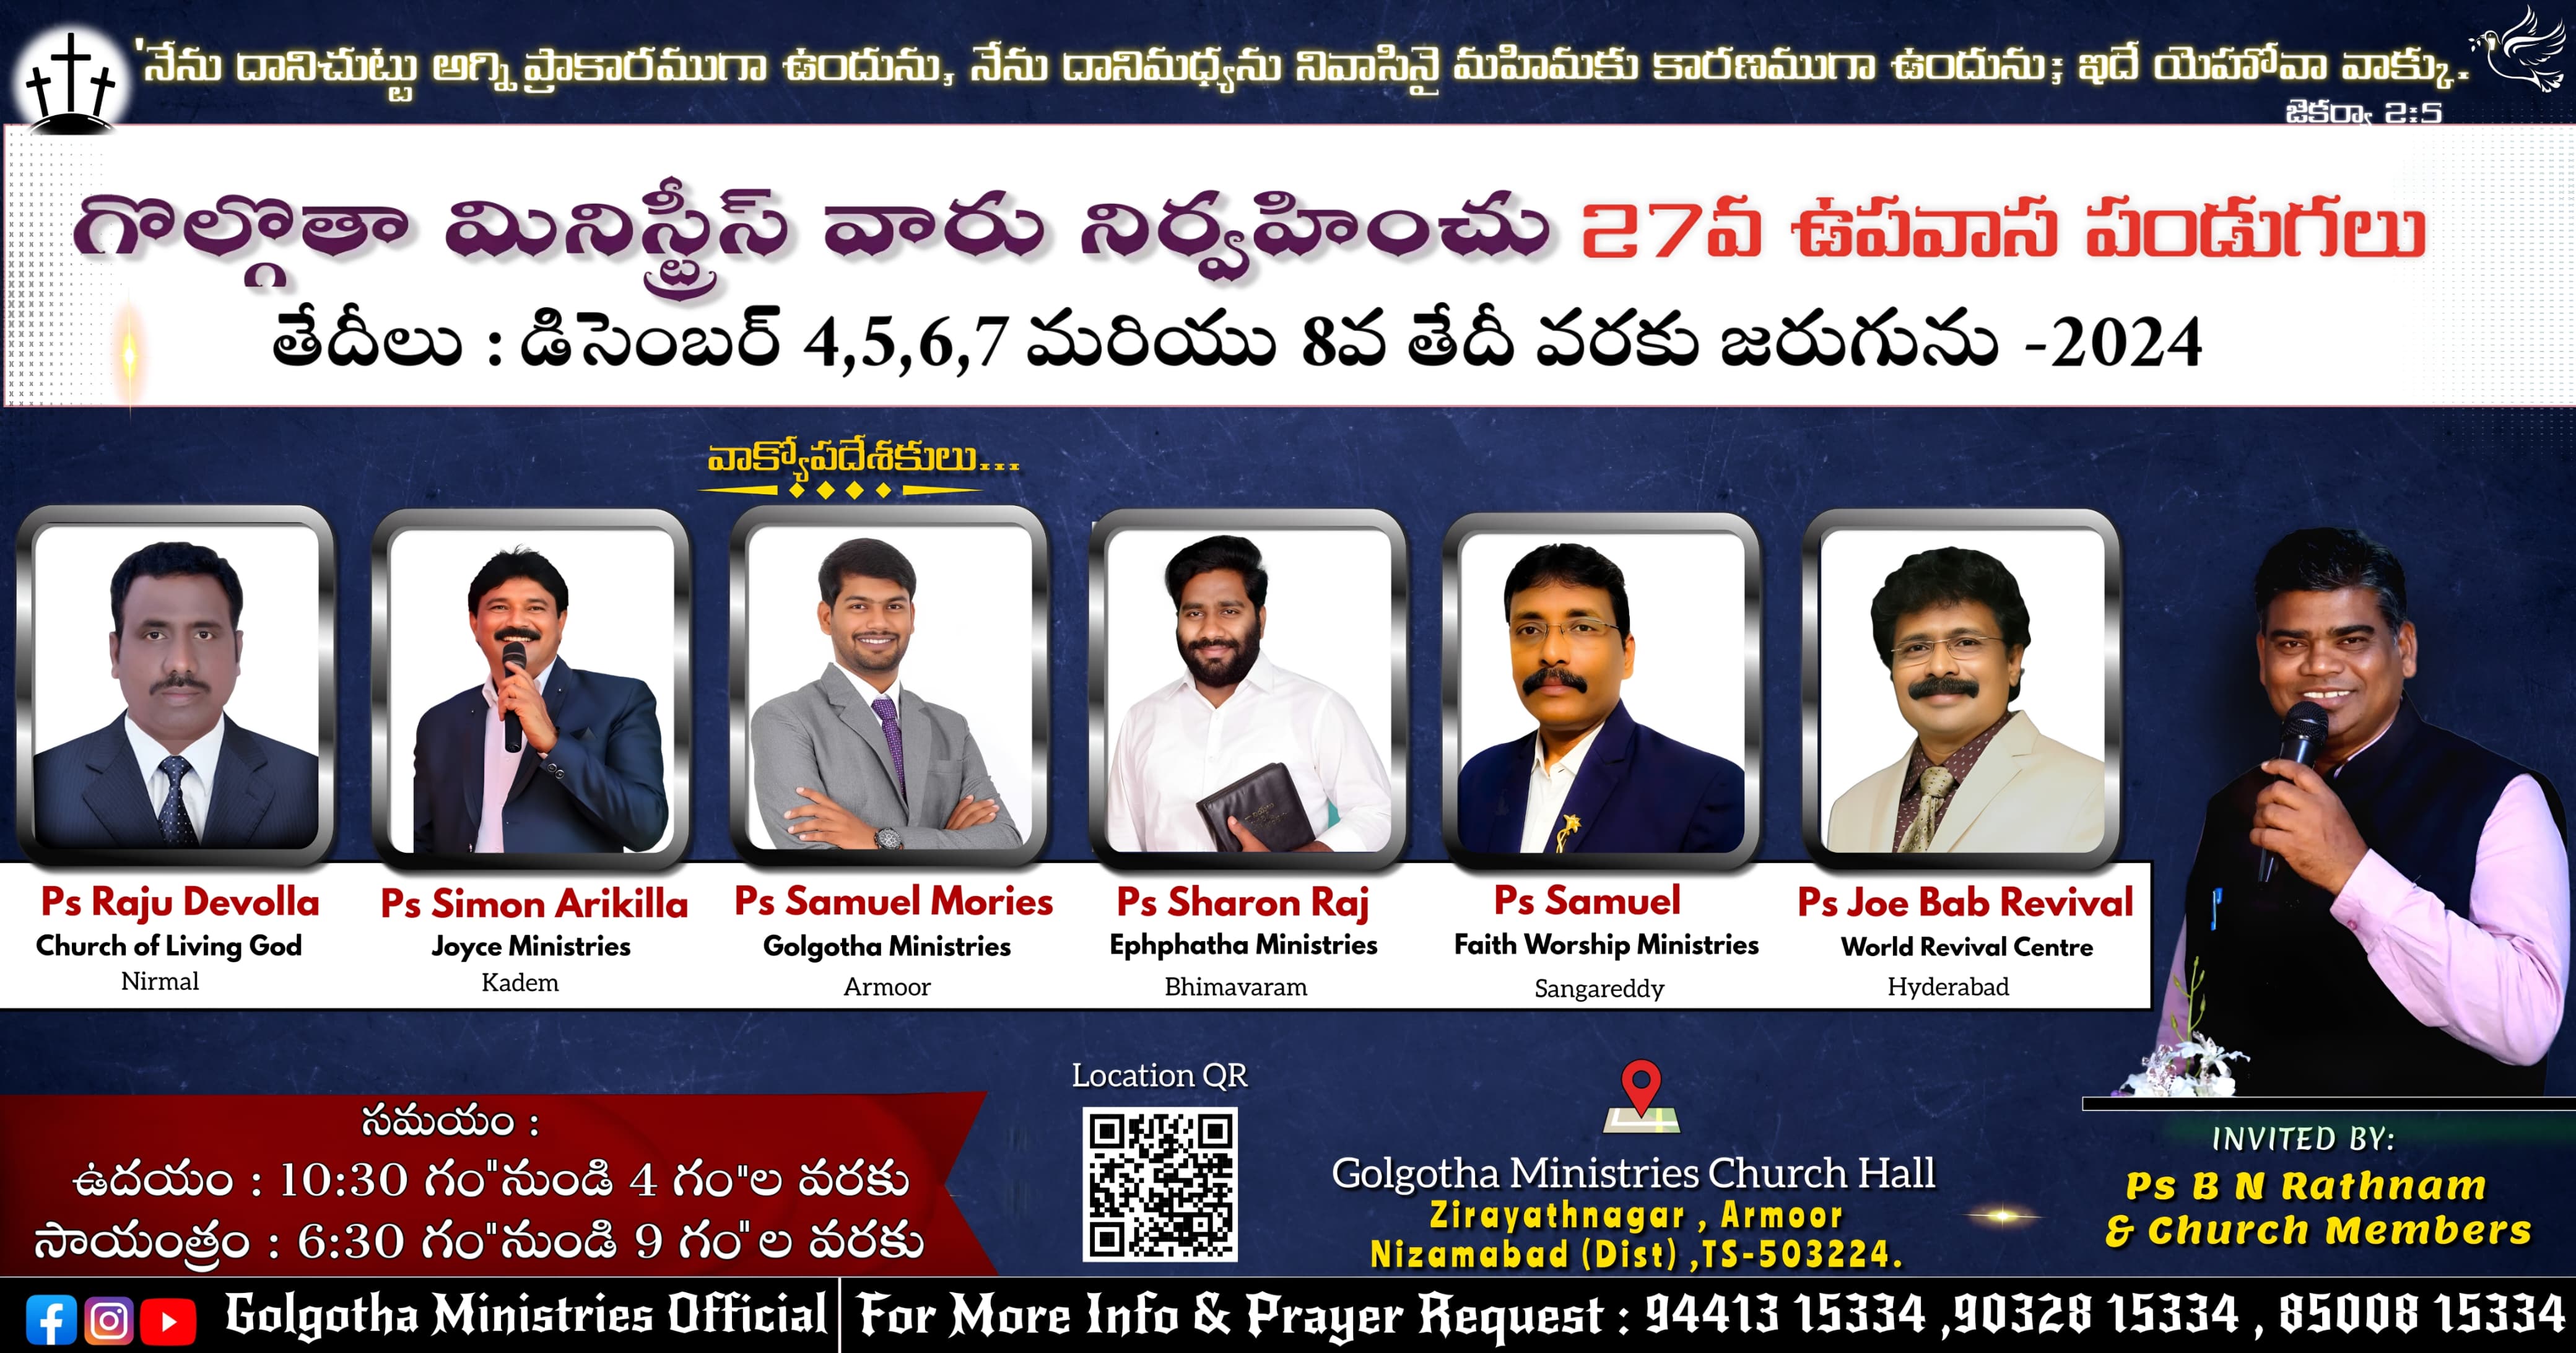 'నేను దానిచుట్టు అగ్ని ప్రాకారముగా ఉందును, నేను దానిమధ్యను నివాసినై మహిమకు కారణముగా ఉందును; ఇదే యెహోవా వాక్కు.
జెకర్యా 2:5
గొల్గొతా మినిస్ట్రీస్ వారు నిర్వహించు 27వ ఉపవాస పండుగలు
తేదీలు : డిసెంబర్ 4,5,6,7 మరియు 8వ తేదీ వరకు జరుగును -2024
వాక్యోపదేశకులు...
Ps Raju Devolla
Church of Living God
Nirmal
Ps Simon Arikilla
Joyce Ministries
Kadem
Ps Samuel Mories
Golgotha Ministries
Armoor
Ps Sharon Raj
Ephphatha Ministries
Bhimavaram
Ps Samuel
Faith Worship Ministries
Sangareddy
Ps Joe Bab Revival
World Revival Centre
Hyderabad
సమయం :
ఉదయం : 10:30 గం"నుండి 4 గం"ల వరకు
సాయంత్రం : 6:30 గం"నుండి 9 గం"ల వరకు
Location QR
Golgotha Ministries Church Hall
Zirayathnagar , Armoor
Nizamabad (Dist) ,TS-503224.
INVITED BY:
Ps B N Rathnam
& Church Members
Golgotha Ministries Official
For More Info & Prayer Request : 94413 15334 ,90328 15334 , 85008 15334